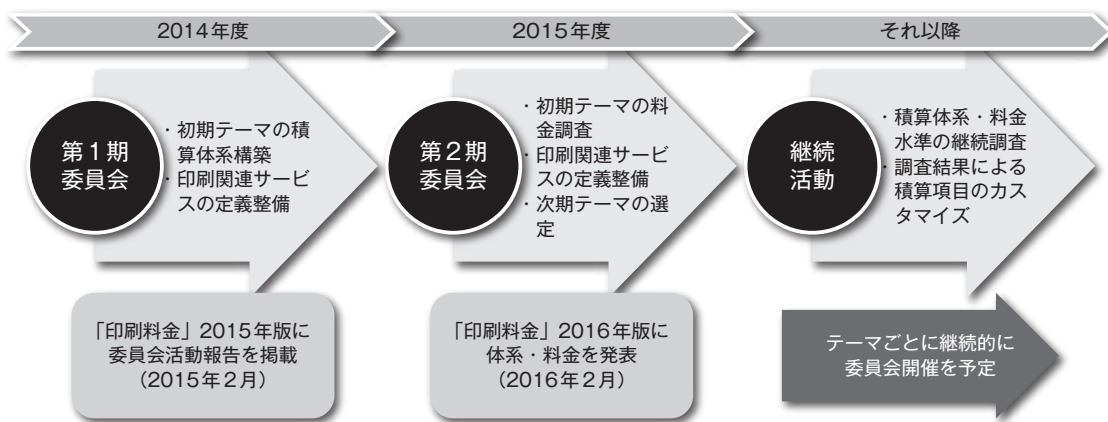 2014年度
2015年度
それ以降
第1期
委員会
・初期テーマの積
算体系構築
・印刷関連サービ
スの定義整備
第2期
委員会
・初期テーマの料
金調査
・印刷関連サービ
スの定義整備
・次期テーマの選
定
継続
活動
・積算体系・料金
水準の継続調査
・調査結果による
積算項目のカス
タマイズ
「印刷料金」2015年版に
委員会活動報告を掲載
（2015年2月）
「印刷料金」2016年版に
体系・料金を発表
（2016年2月）
テーマごとに継続的に
委員会開催を予定